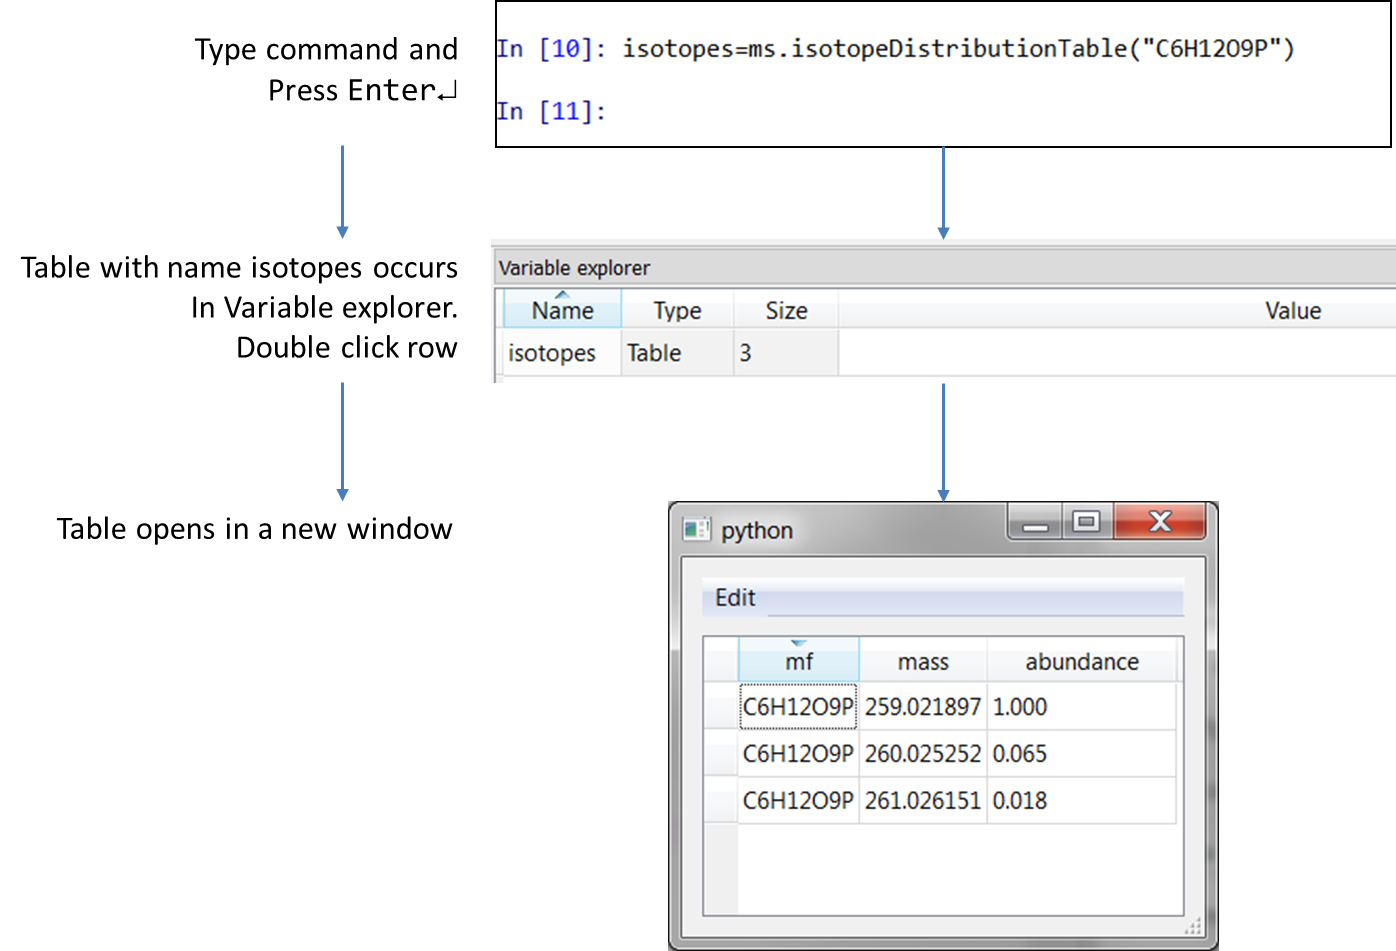 Type command and
Press Enter↵
In [10]: isotopes=ms.isotopeDistributionTable("C6H12O9P")
In [11]:
Table with name isotopes occurs
In Variable explorer.
Double click row
Variable explorer
Name Type Size Value
isotopes Table 3
Table opens in a new window
python
Edit
mf mass abundance
C6H12O9P 259.021897 1.000
C6H12O9P 260.025252 0.065
C6H12O9P 261.026151 0.018